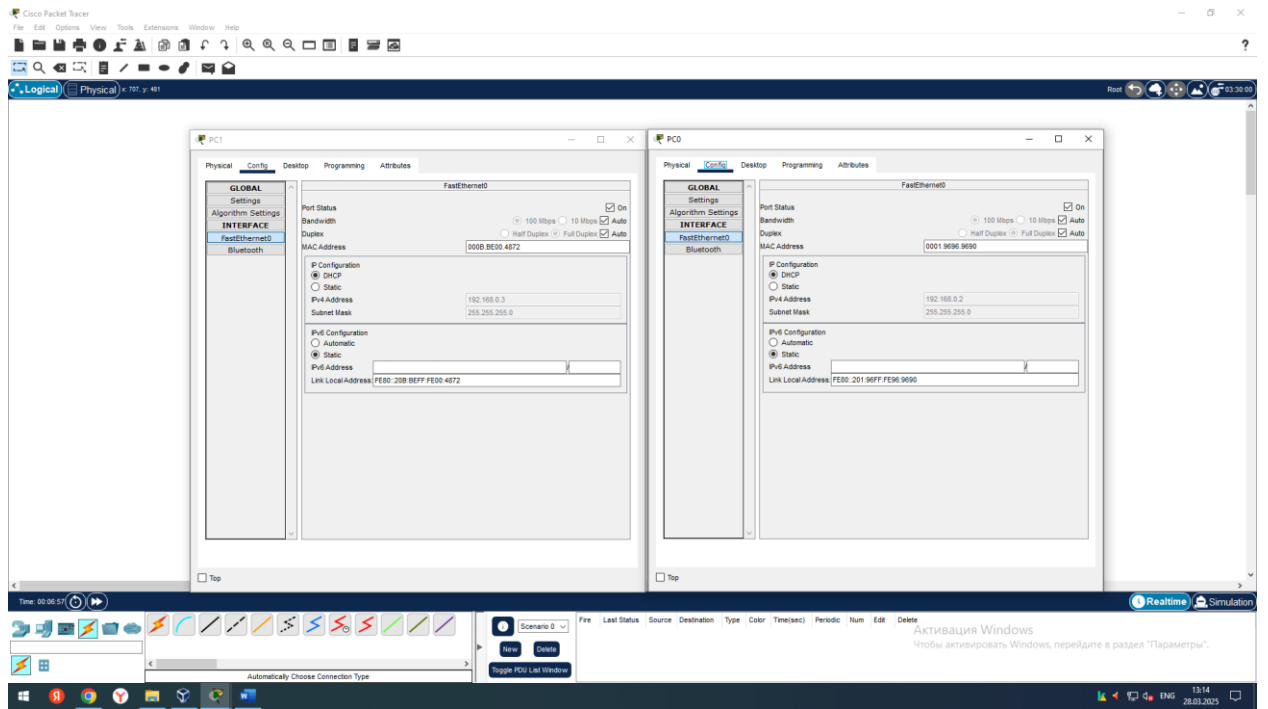 Cisco Packet Tracer
File Edit Options View Tools Extensions Window Help
?
Logical Physical x: 707, y: 481
Root 03:30:00
PC1
Physical Config Desktop Programming Attributes
GLOBAL
Settings
Algorithm Settings
INTERFACE
FastEthernet0
Bluetooth
FastEthernet0
Port Status On
Bandwidth 100 Mbps 10 Mbps Auto
Duplex Half Duplex Full Duplex Auto
MAC Address 000B.BE00.4872
IP Configuration
DHCP
Static
IPv4 Address 192.168.0.3
Subnet Mask 255.255.255.0
IPv6 Configuration
Automatic
Static
IPv6 Address /
Link Local Address: FE80::20B:BEFF:FE00:4872
Top
PC0
Physical Config Desktop Programming Attributes
GLOBAL
Settings
Algorithm Settings
INTERFACE
FastEthernet0
Bluetooth
FastEthernet0
Port Status On
Bandwidth 100 Mbps 10 Mbps Auto
Duplex Half Duplex Full Duplex Auto
MAC Address 0001.9696.9690
IP Configuration
DHCP
Static
IPv4 Address 192.168.0.2
Subnet Mask 255.255.255.0
IPv6 Configuration
Automatic
Static
IPv6 Address /
Link Local Address: FE80::201:96FF:FE96:9690
Top
Time: 00:06:57
Realtime Simulation
Automatically Choose Connection Type
Scenario 0
New Delete
Toggle PDU List Window
Fire Last Status Source Destination Type Color Time(sec) Periodic Num Edit Delete
Активация Windows
Чтобы активировать Windows, перейдите в раздел "Параметры".
ENG
13:14
28.03.2025